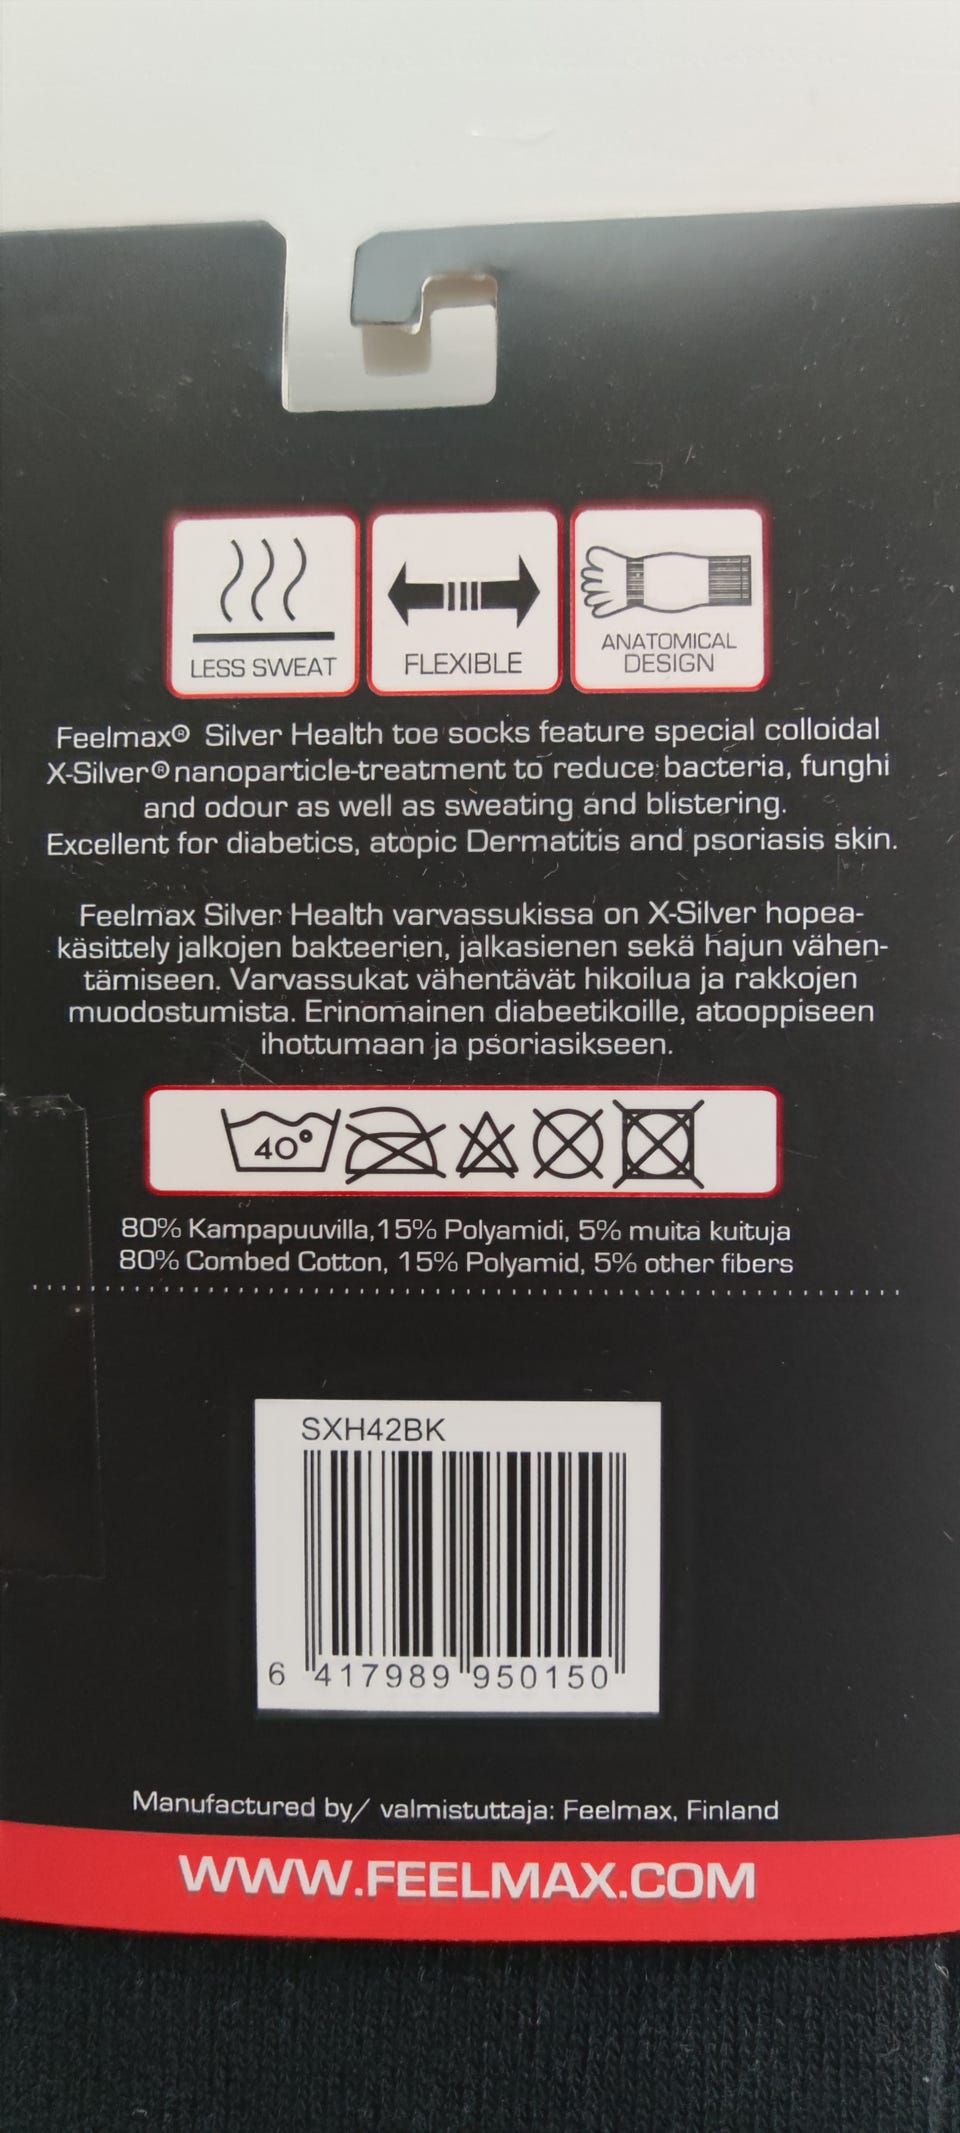 LESS SWEAT
FLEXIBLE
ANATOMICAL
DESIGN
Feelmax® Silver Health toe socks feature special colloidal
X-Silver® nanoparticle-treatment to reduce bacteria, funghi
and odour as well as sweating and blistering.
Excellent for diabetics, atopic Dermatitis and psoriasis skin.
Feelmax Silver Health varvassukissa on X-Silver hopea-
käsittely jalkojen bakteerien, jalkasienen sekä hajun vähen-
tämiseen. Varvassukat vähentävät hikoilua ja rakkojen
muodostumista. Erinomainen diabeetikoille, atooppiseen
ihottumaan ja psoriasikseen.
40°
80% Kampapuuvilla,15% Polyamidi, 5% muita kuituja
80% Combed Cotton, 15% Polyamid, 5% other fibers
SXH42BK
6 417989 950150
Manufactured by/ valmistuttaja: Feelmax, Finland
WWW.FEELMAX.COM